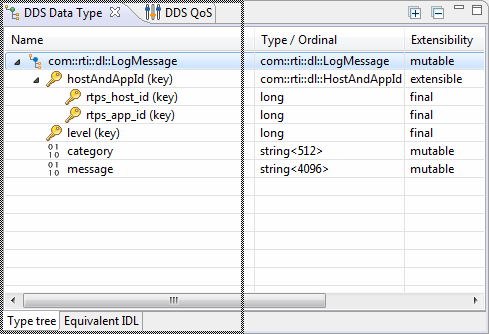 DDS Data Type DDS QoS
Name Type / Ordinal Extensibility
com::rti::dl::LogMessage com::rti::dl::LogMessage mutable
hostAndAppId (key) com::rti::dl::HostAndAppId extensible
rtps_host_id (key) long final
rtps_app_id (key) long final
level (key) long final
category string<512> mutable
message string<4096> mutable
Type tree Equivalent IDL